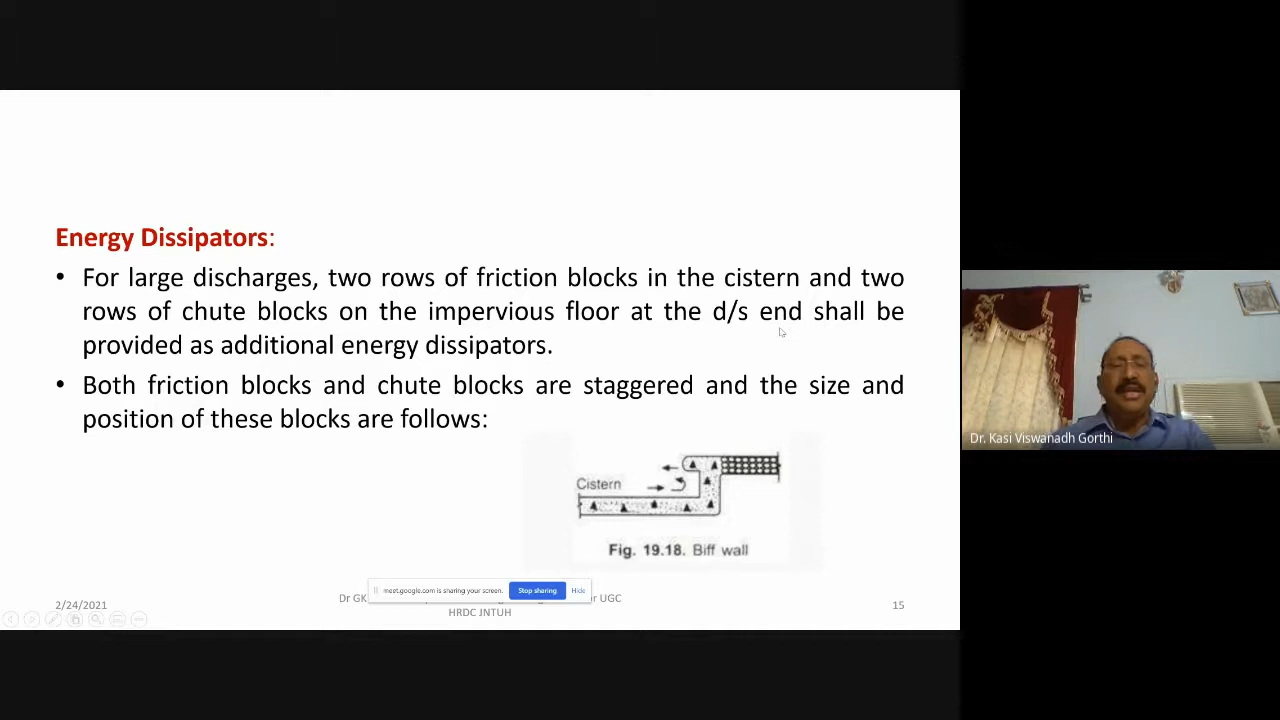 Energy Dissipators:
• For large discharges, two rows of friction blocks in the cistern and two
rows of chute blocks on the impervious floor at the d/s end shall be
provided as additional energy dissipators.
• Both friction blocks and chute blocks are staggered and the size and
position of these blocks are follows:
Cistern
Fig. 19.18. Biff wall
Dr. Kasi Viswanadh Gorthi
meet.google.com is sharing your screen. Stop sharing Hide
2/24/2021
Dr GK
UGC
HRDC JNTUH
15